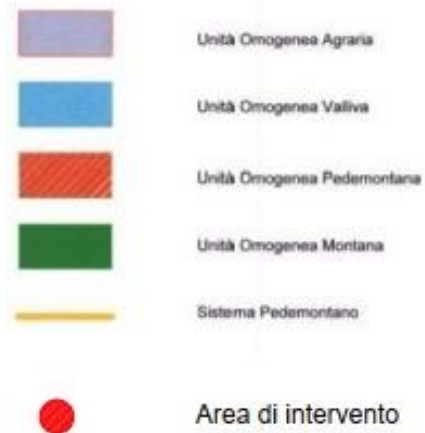 Unità Omogenea Agraria
Unità Omogenea Valliva
Unità Omogenea Pedemontana
Unità Omogenea Montana
Sistema Pedemontano
Area di intervento